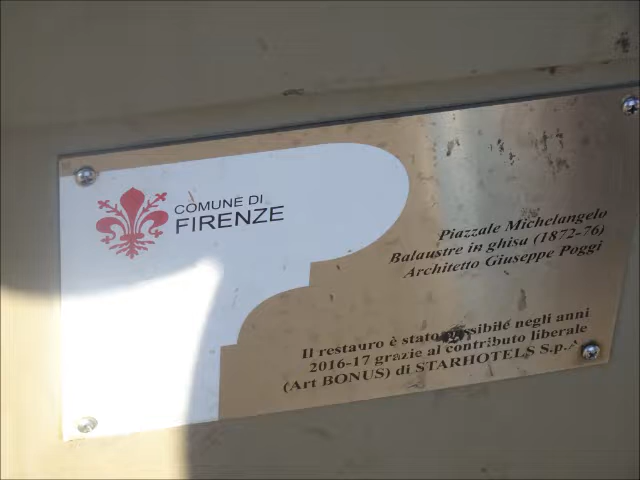 COMUNE DI
FIRENZE
Piazzale Michelangelo
Balaustre in ghisa (1872-76)
Architetto Giuseppe Poggi
Il restauro è stato possibile negli anni
2016-17 grazie al contributo liberale
(Art BONUS) di STARHOTELS S.p.A